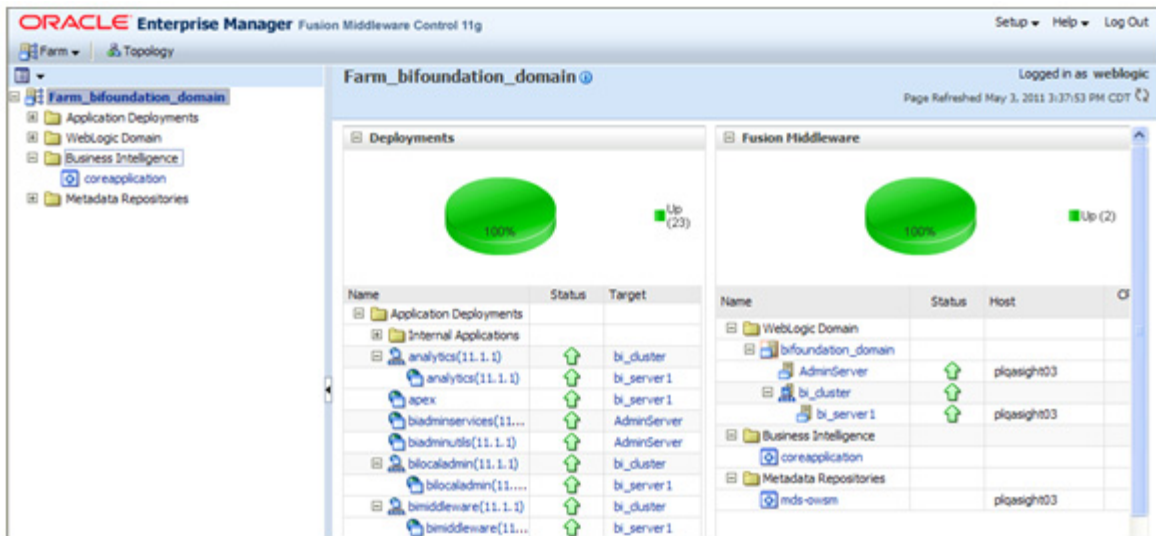 ORACLE Enterprise Manager Fusion Middleware Control 11g
Setup Help Log Out
Farm Topology
Farm_bifoundation_domain
Application Deployments
WebLogic Domain
Business Intelligence
coreapplication
Metadata Repositories
Farm_bifoundation_domain
Logged in as weblogic
Page Refreshed May 3, 2011 3:37:53 PM CDT
Deployments
100%
Up
(23)
Name Status Target
Application Deployments
Internal Applications
analytics(11.1.1) bi_cluster
analytics(11.1.1) bi_server1
apex bi_server1
biadminservices(11.... AdminServer
biadminutils(11.1.1) AdminServer
bilocaladmin(11.1.1) bi_cluster
bilocaladmin(11.... bi_server1
bimiddleware(11.1.1) bi_cluster
bimiddleware(11... bi_server1
Fusion Middleware
100%
Up (2)
Name Status Host
WebLogic Domain
bifoundation_domain
AdminServer plqasight03
bi_cluster
bi_server1 plqasight03
Business Intelligence
coreapplication
Metadata Repositories
mds-owsm plqasight03